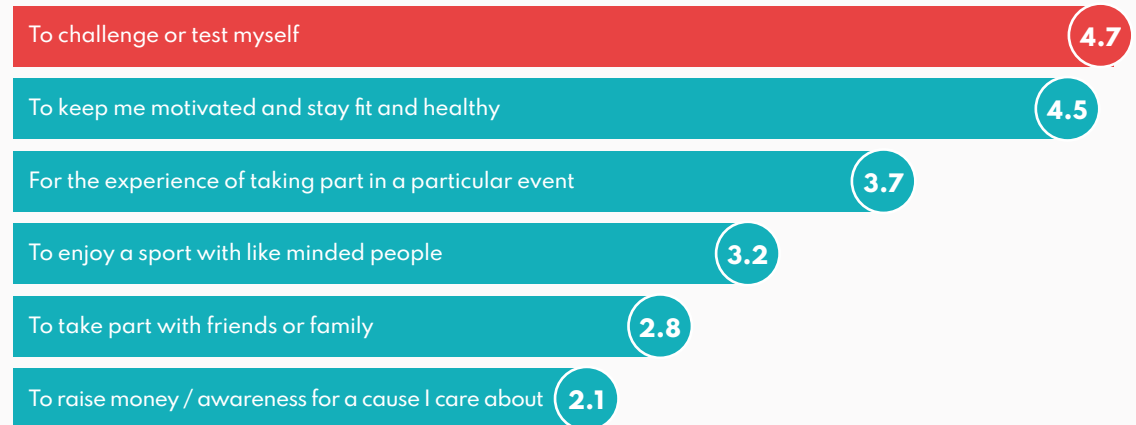 To challenge or test myself 4.7
To keep me motivated and stay fit and healthy 4.5
For the experience of taking part in a particular event 3.7
To enjoy a sport with like minded people 3.2
To take part with friends or family 2.8
To raise money / awareness for a cause I care about 2.1